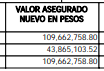 VALOR ASEGURADO
NUEVO EN PESOS
109,662,758.80
43,865,103.52
109,662,758.80